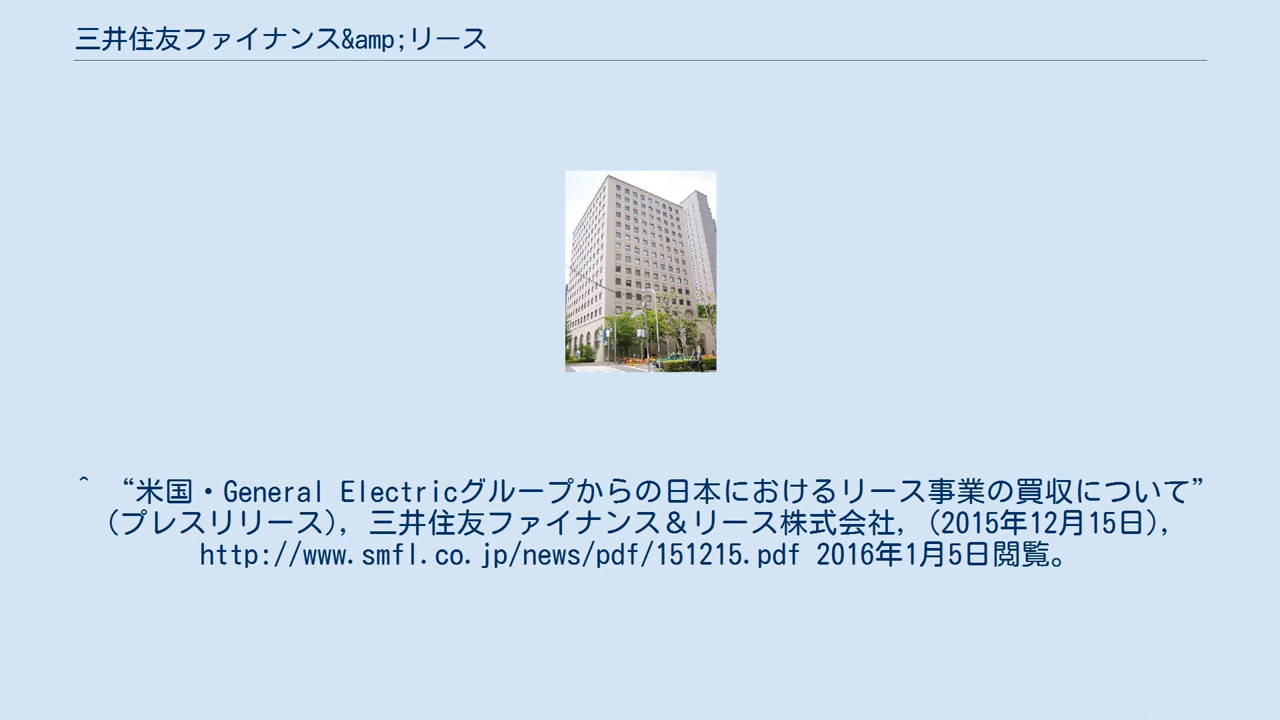 三井住友ファイナンス&amp;リース
^ “米国・General Electricグループからの日本におけるリース事業の買収について”
（プレスリリース）, 三井住友ファイナンス＆リース株式会社, （2015年12月15日）,
http://www.smfl.co.jp/news/pdf/151215.pdf 2016年1月5日閲覧。